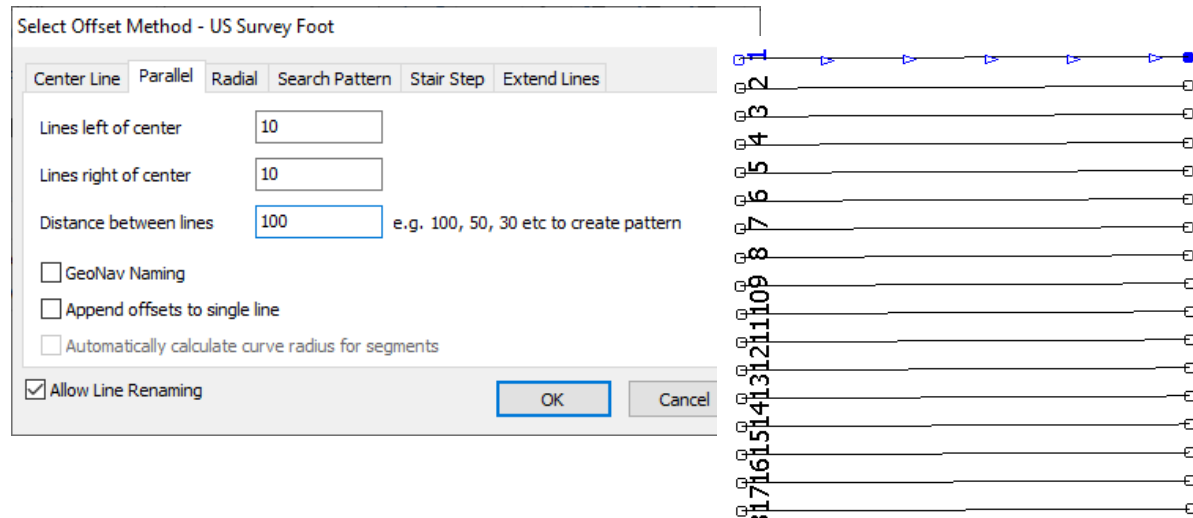 Select Offset Method - US Survey Foot
Center Line Parallel Radial Search Pattern Stair Step Extend Lines
Lines left of center 10
Lines right of center 10
Distance between lines 100 e.g. 100, 50, 30 etc to create pattern
GeoNav Naming
Append offsets to single line
Automatically calculate curve radius for segments
Allow Line Renaming
OK Cancel
1
2
3
4
5
6
7
8
9
10
11
12
13
14
15
16
17